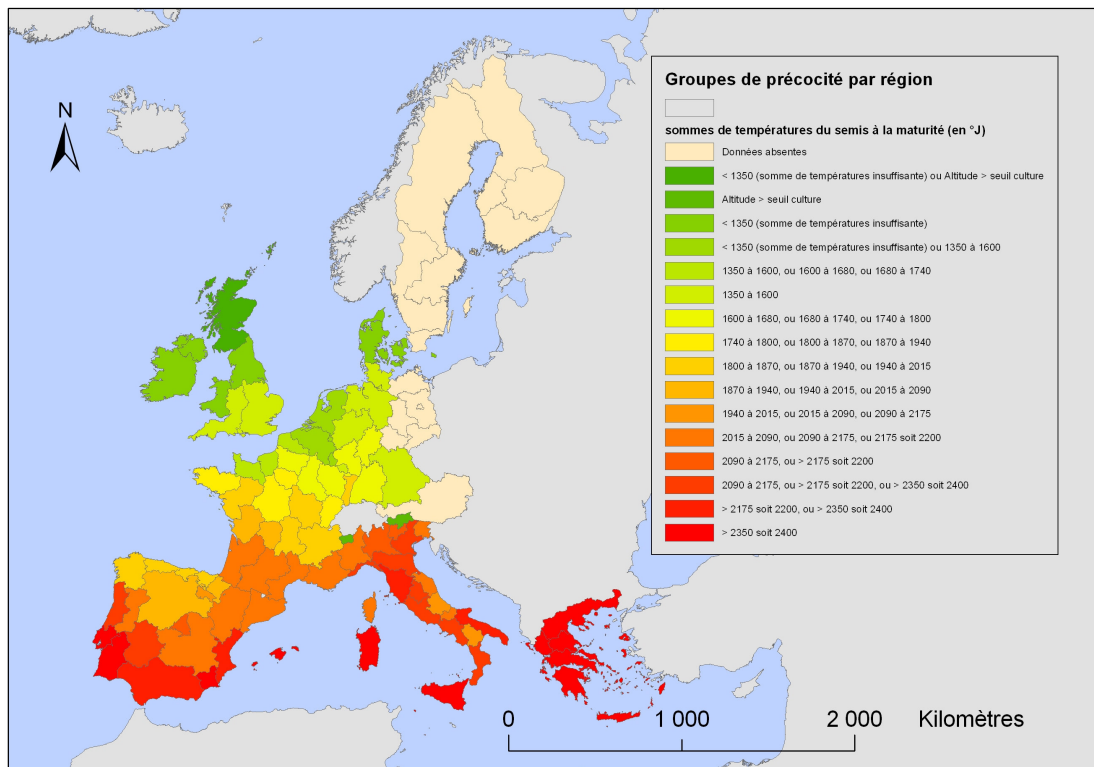 Groupes de précocité par région
sommes de températures du semis à la maturité (en °J)
Données absentes
< 1350 (somme de températures insuffisante) ou Altitude > seuil culture
Altitude > seuil culture
< 1350 (somme de températures insuffisante)
< 1350 (somme de températures insuffisante) ou 1350 à 1600
1350 à 1600, ou 1600 à 1680, ou 1680 à 1740
1350 à 1600
1600 à 1680, ou 1680 à 1740, ou 1740 à 1800
1740 à 1800, ou 1800 à 1870, ou 1870 à 1940
1800 à 1870, ou 1870 à 1940, ou 1940 à 2015
1870 à 1940, ou 1940 à 2015, ou 2015 à 2090
1940 à 2015, ou 2015 à 2090, ou 2090 à 2175
2015 à 2090, ou 2090 à 2175, ou 2175 soit 2200
2090 à 2175, ou > 2175 soit 2200
2090 à 2175, ou > 2175 soit 2200, ou > 2350 soit 2400
> 2175 soit 2200, ou > 2350 soit 2400
> 2350 soit 2400
N
0 1 000 2 000 Kilomètres